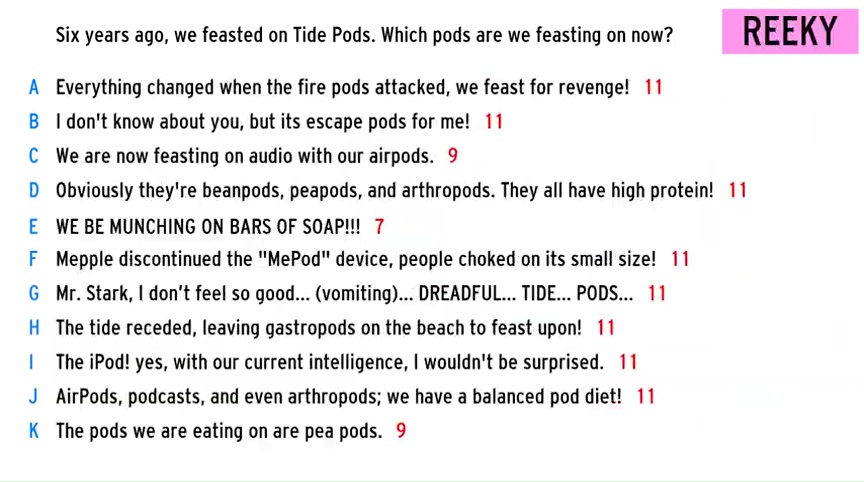 Six years ago, we feasted on Tide Pods. Which pods are we feasting on now?
REEKY
A Everything changed when the fire pods attacked, we feast for revenge! 11
B I don't know about you, but its escape pods for me! 11
C We are now feasting on audio with our airpods. 9
D Obviously they're beanpods, peapods, and arthropods. They all have high protein! 11
E WE BE MUNCHING ON BARS OF SOAP!!! 7
F Mepple discontinued the "MePod" device, people choked on its small size! 11
G Mr. Stark, I don’t feel so good... (vomiting)... DREADFUL... TIDE... PODS... 11
H The tide receded, leaving gastropods on the beach to feast upon! 11
I The iPod! yes, with our current intelligence, I wouldn't be surprised. 11
J AirPods, podcasts, and even arthropods; we have a balanced pod diet! 11
K The pods we are eating on are pea pods. 9